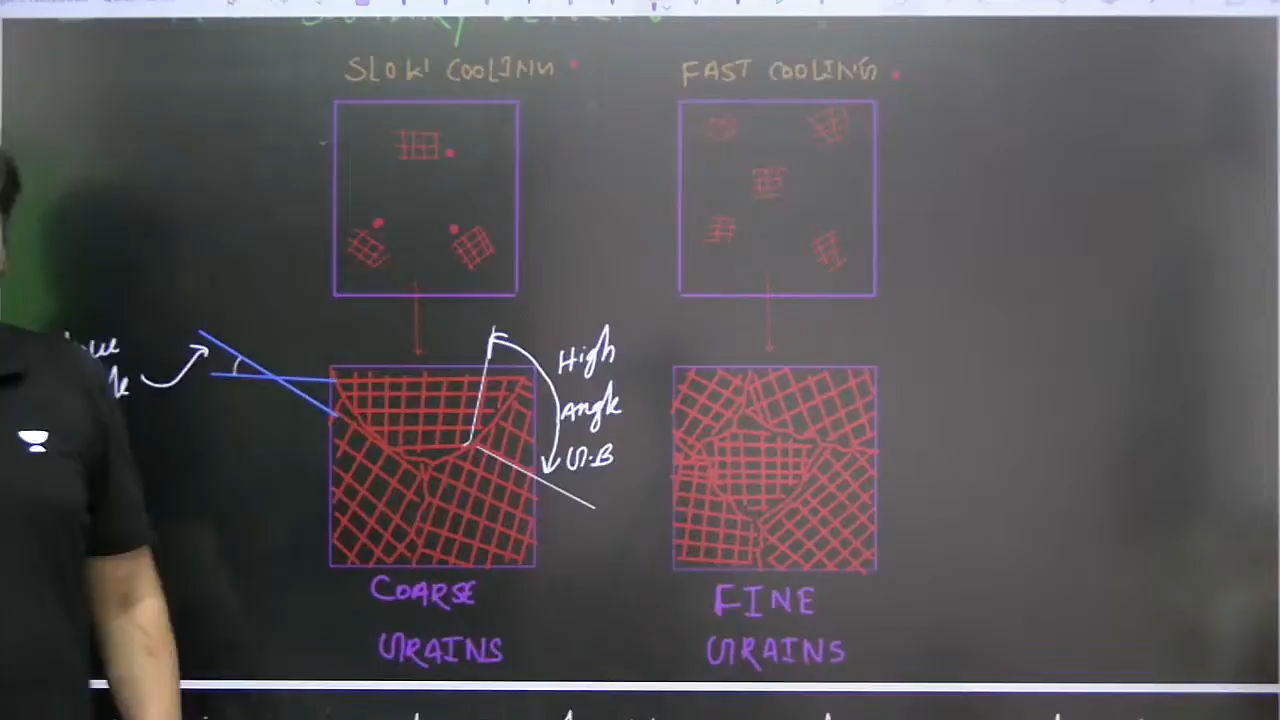 SLOW COOLING
FAST COOLING
High
Angle
G.B
COARSE
GRAINS
FINE
GRAINS